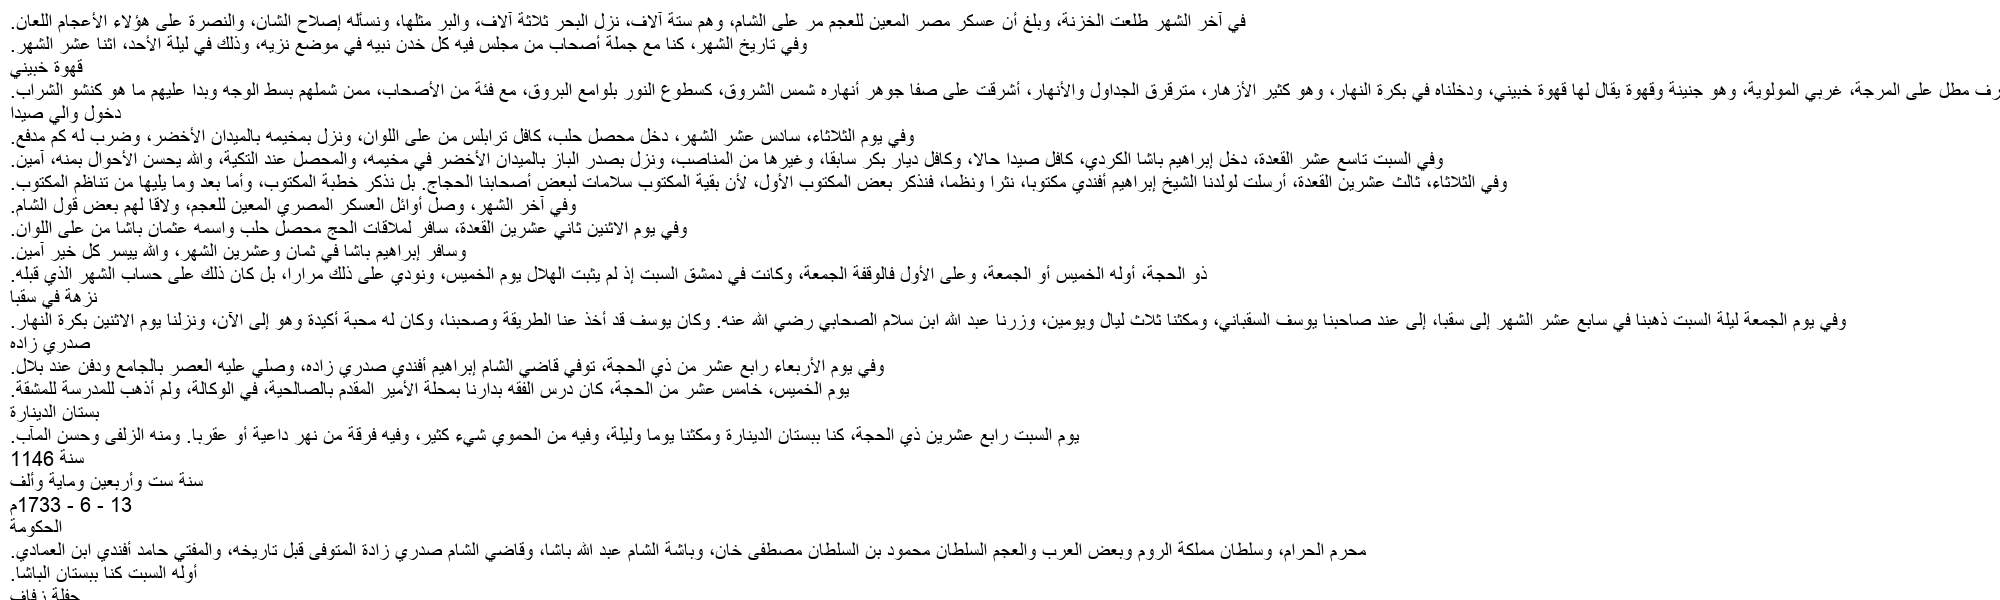 في آخر الشهر طلعت الخزنة، وبلغ أن عسكر مصر المعين للعجم مر على الشام، وهم ستة آلاف، نزل البحر ثلاثة آلاف، والبر مثلها، ونسأله إصلاح الشان، والنصرة على هؤلاء الأعجام اللعان.
وفي تاريخ الشهر، كنا مع جملة أصحاب من مجلس فيه كل خدن نبيه في موضع نزيه، وذلك في ليلة الأحد، اثنا عشر الشهر.
قهوة خبيني
رف مطل على المرجة، غربي المولوية، وهو جنينة وقهوة يقال لها قهوة خبيني، ودخلناه في بكرة النهار، وهو كثير الأزهار، مترقرق الجداول والأنهار، أشرقت على صفا جوهر أنهاره شمس الشروق، كسطوع النور بلوامع البروق، مع فئة من الأصحاب، ممن شملهم بسط الوجه وبدا عليهم ما هو كنشو الشراب.
دخول والي صيدا
وفي يوم الثلاثاء، سادس عشر الشهر، دخل محصل حلب، كافل ترابلس من على اللوان، ونزل بمخيمه بالميدان الأخضر، وضرب له كم مدفع.
وفي السبت تاسع عشر القعدة، دخل إبراهيم باشا الكردي، كافل صيدا حالا، وكافل ديار بكر سابقا، وغيرها من المناصب، ونزل بصدر الباز بالميدان الأخضر في مخيمه، والمحصل عند التكية، والله يحسن الأحوال بمنه، آمين.
وفي الثلاثاء، ثالث عشرين القعدة، أرسلت لولدنا الشيخ إبراهيم أفندي مكتوبا، نثرا ونظما، فنذكر بعض المكتوب الأول، لأن بقية المكتوب سلامات لبعض أصحابنا الحجاج. بل نذكر خطبة المكتوب، وأما بعد وما يليها من تناظم المكتوب.
وفي آخر الشهر، وصل أوائل العسكر المصري المعين للعجم، ولاقا لهم بعض قول الشام.
وفي يوم الاثنين ثاني عشرين القعدة، سافر لملاقات الحج محصل حلب واسمه عثمان باشا من على اللوان.
وسافر إبراهيم باشا في ثمان وعشرين الشهر، والله ييسر كل خير آمين.
ذو الحجة، أوله الخميس أو الجمعة، وعلى الأول فالوقفة الجمعة، وكانت في دمشق السبت إذ لم يثبت الهلال يوم الخميس، ونودي على ذلك مرارا، بل كان ذلك على حساب الشهر الذي قبله.
نزهة في سقبا
وفي يوم الجمعة ليلة السبت ذهبنا في سابع عشر الشهر إلى سقبا، إلى عند صاحبنا يوسف السقباني، ومكثنا ثلاث ليال ويومين، وزرنا عبد الله ابن سلام الصحابي رضي الله عنه. وكان يوسف قد أخذ عنا الطريقة وصحبنا، وكان له محبة أكيدة وهو إلى الآن، ونزلنا يوم الاثنين بكرة النهار.
صدري زاده
وفي يوم الأربعاء رابع عشر من ذي الحجة، توفي قاضي الشام إبراهيم أفندي صدري زاده، وصلي عليه العصر بالجامع ودفن عند بلال.
يوم الخميس، خامس عشر من الحجة، كان درس الفقه بدارنا بمحلة الأمير المقدم بالصالحية، في الوكالة، ولم أذهب للمدرسة للمشقة.
بستان الدينارة
يوم السبت رابع عشرين ذي الحجة، كنا ببستان الدينارة ومكثنا يوما وليلة، وفيه من الحموي شيء كثير، وفيه فرقة من نهر داعية أو عقربا. ومنه الزلفى وحسن المآب.
سنة 1146
سنة ست وأربعين وماية وألف
13 - 6 - 1733م
الحكومة
محرم الحرام، وسلطان مملكة الروم وبعض العرب والعجم السلطان محمود بن السلطان مصطفى خان، وباشة الشام عبد الله باشا، وقاضي الشام صدري زادة المتوفى قبل تاريخه، والمفتي حامد أفندي ابن العمادي.
أوله السبت كنا ببستان الباشا.
حفلة زفاف